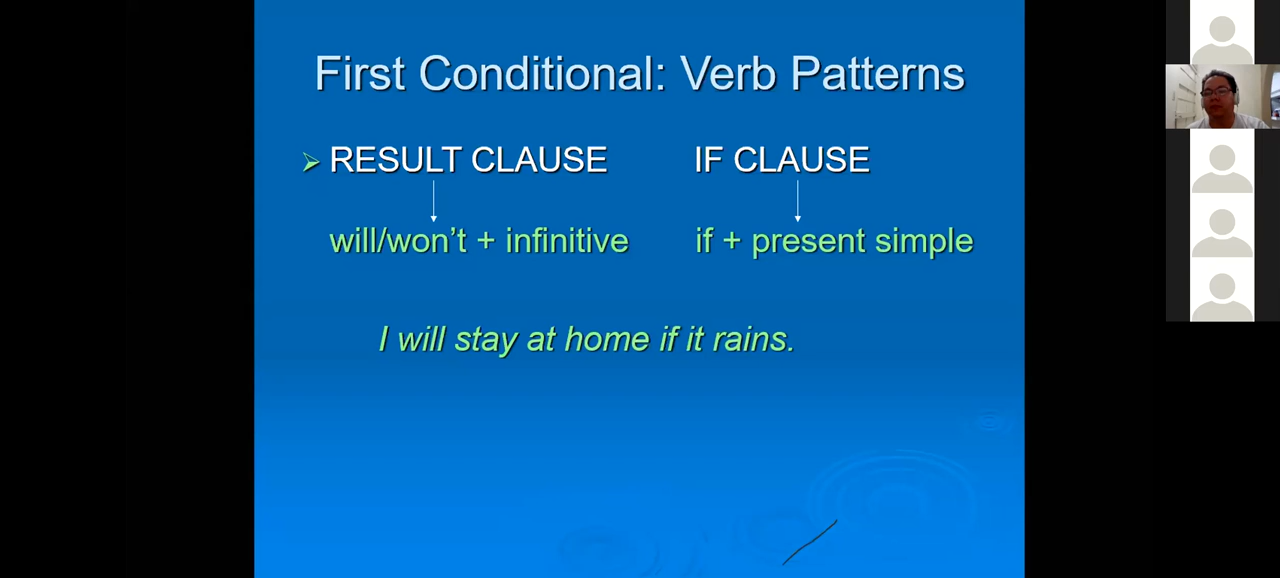 First Conditional: Verb Patterns
RESULT CLAUSE IF CLAUSE
will/won't + infinitive if + present simple
I will stay at home if it rains.